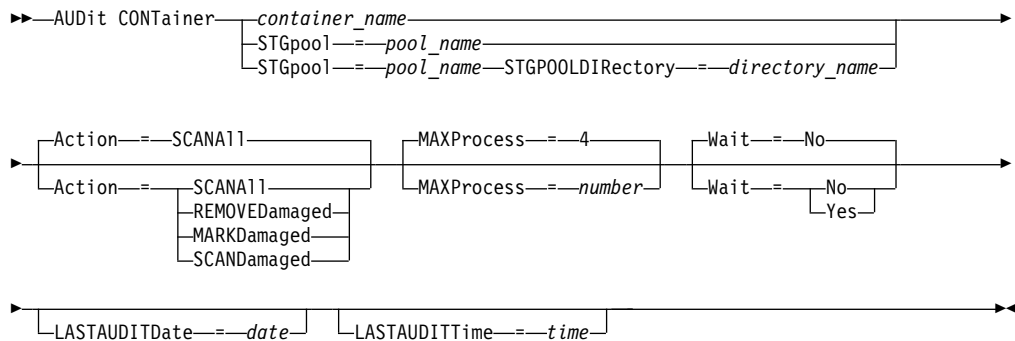 AUDit CONTainer container_name
STGpool = pool_name
STGpool = pool_name STGPOOLDIRectory = directory_name
Action = SCANAll MAXProcess = 4 Wait = No
Action = SCANAll MAXProcess = number Wait = No
REMOVEDamaged Yes
MARKDamaged
SCANDamaged
LASTAUDITDate = date LASTAUDITTime = time